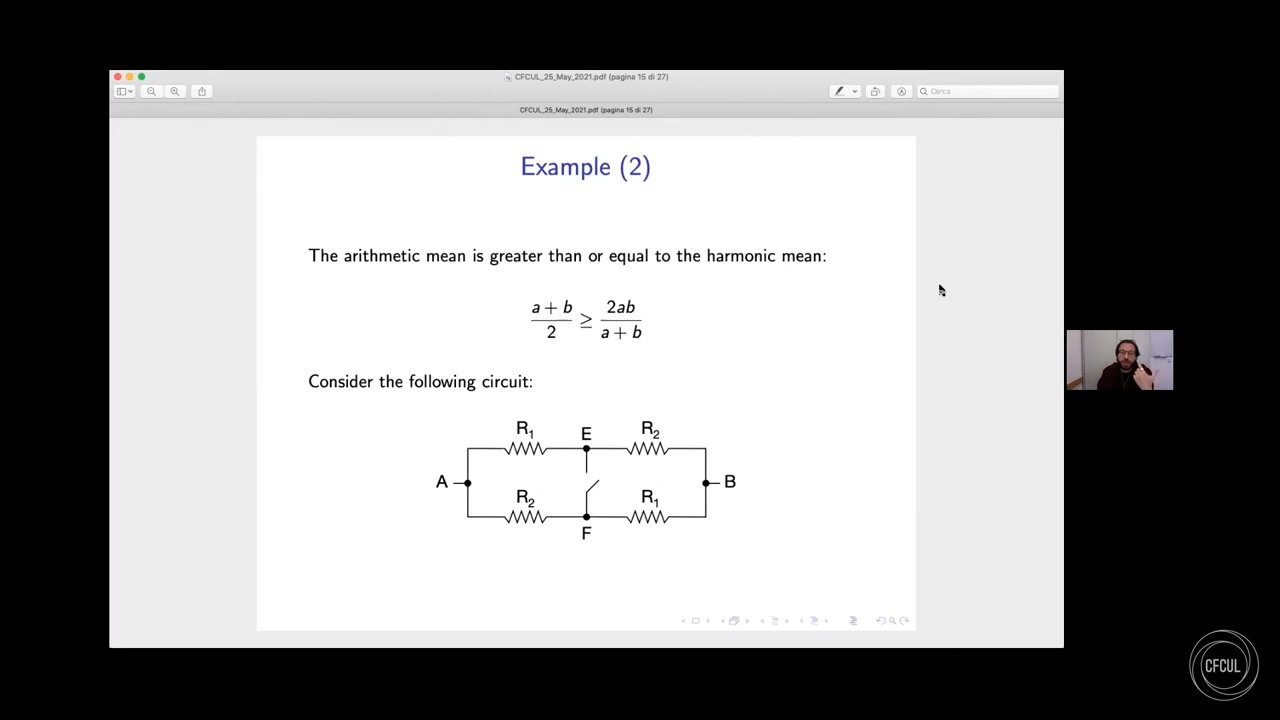 CFCUL_25_May_2021.pdf (pagina 15 di 27)
Cerca
CFCUL_25_May_2021.pdf (pagina 15 di 27)
Example (2)
The arithmetic mean is greater than or equal to the harmonic mean:
a + b / 2 ≥ 2ab / a + b
Consider the following circuit:
R₁ E R₂
A B
R₂ R₁
F
CFCUL